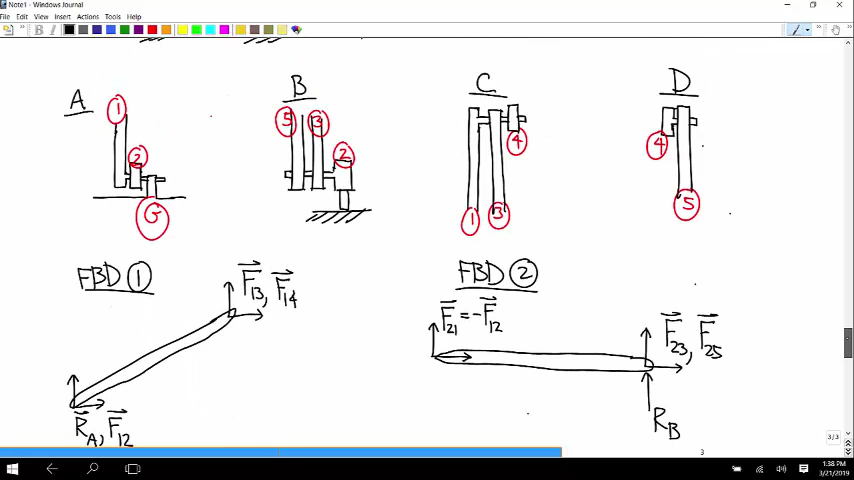 Note1 - Windows Journal
File Edit View Insert Actions Tools Help
A B C D
1 2 G
5 3 2
1 3 4
4 5
FBD 1
F13, F14
RA, F12
FBD 2
F21 = -F12
F23, F25
RB
3
3/3
1:38 PM
3/21/2019